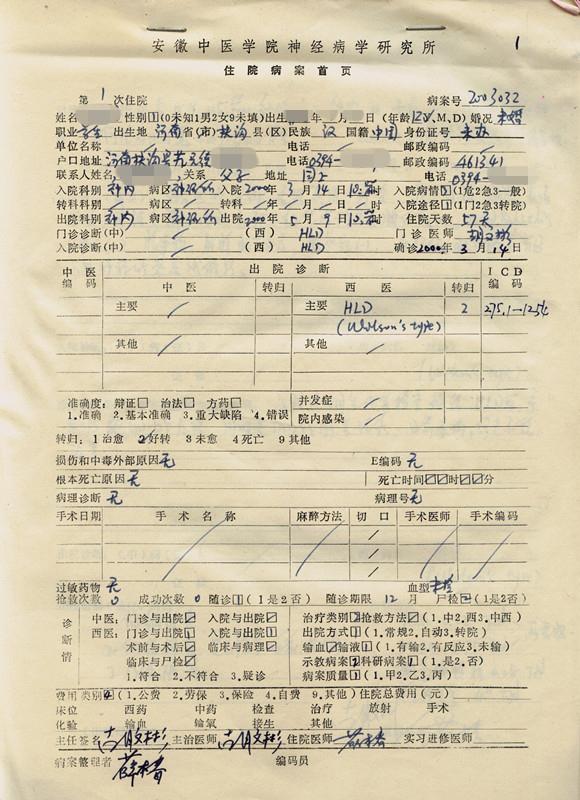 安徽中医学院神经病学研究所 1
住院病案首页
第 1 次住院 病案号 2003032
姓名 性别 1 (0未知1男2女9未填) 出生 年 月 日 (年龄12 Y、M、D) 婚况 未婚
职业 学生 出生地 河南省(市) 扶沟县(区) 民族 汉 国籍 中国 身份证号 未办
单位名称 电话 邮政编码
户口地址 河南扶沟县 电话 0394- 邮政编码 461341
联系人姓名 关系 父子 地址 同上 电话 0394-
入院科别 神内 病区 神研所 入院 2000年 3月 14日 10时 入院病情 (1危2急3一般)
转科科别 / 病区 / 转科 / 年 / 月 / 日 / 时 入院途径 1 (1门2急3转院)
出院科别 神内 病区 神研所 出院 2000年 5月 9日 10时 住院天数 57天
门诊诊断(中) / (西) HLD 门诊医师
入院诊断(中) / (西) HLD 确诊 2000年 3月 14日
中医编码 出院诊断 ICD编码
中医 转归 西医 转归
主要 / 主要 HLD 2 275.1-1254
(Wilson's type)
其他 / 其他 /
准确度: 辩证□ 治法□ 方药□ 并发症 /
1.准确 2.基本准确 3.重大缺陷 4.错误 院内感染 /
转归: 1治愈 2好转 3未愈 4死亡 9其他
损伤和中毒外部原因 无 E编码 无
根本死亡原因 无 死亡时间 时 分
病理诊断 无 病理号 无
手术日期 手术名称 麻醉方法 切口 手术医师 手术编码
过敏药物 无 血型 未查
抢救次数 0 成功次数 0 随诊 1 (1是2否) 随诊期限 12月 尸检 (1是2否)
诊断情 中医: 门诊与出院 入院与出院 治疗类别 抢救方法 (1.中2.西3.中西)
西医: 门诊与出院 1 入院与出院 1 出院方式 1 (1.常规2.自动3.转院)
术前与术后 临床与病理 输血 输液 1 (1.有输2.有反应3.未输)
临床与尸检 示教病案 科研病案 1 (1.是2.否)
1.符合 2.不符合 3.疑诊 病案质量 1 (1.甲2.乙3.丙)
费用类别 4 (1.公费 2.劳保 3.保险 4.自费 9.其他) 住院总费用(元)
床位 西药 中药 检查 治疗 放射 手术
化验 输血 输氧 接生 其他
主任签名 主治医师 住院医师 实习进修医师
病案整理者 编码员